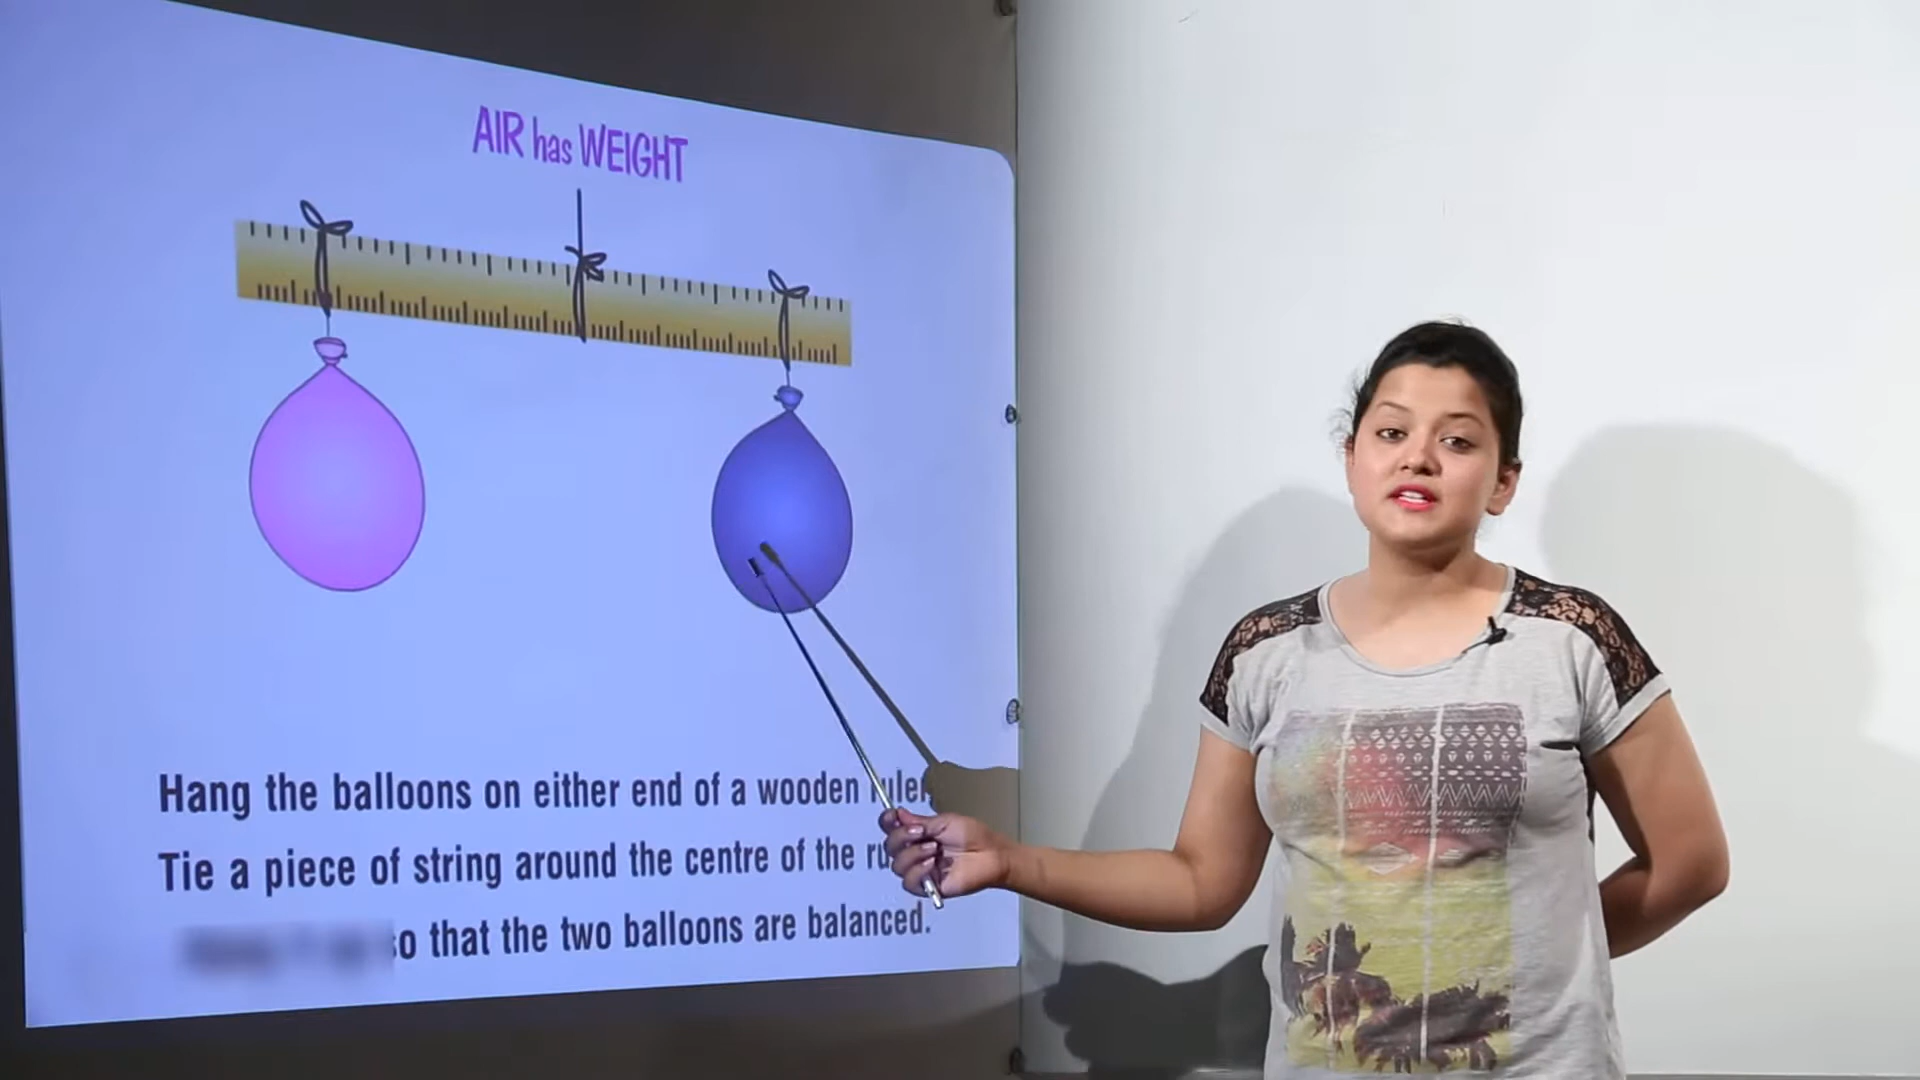 AIR has WEIGHT
Hang the balloons on either end of a wooden ruler
Tie a piece of string around the centre of the
so that the two balloons are balanced.